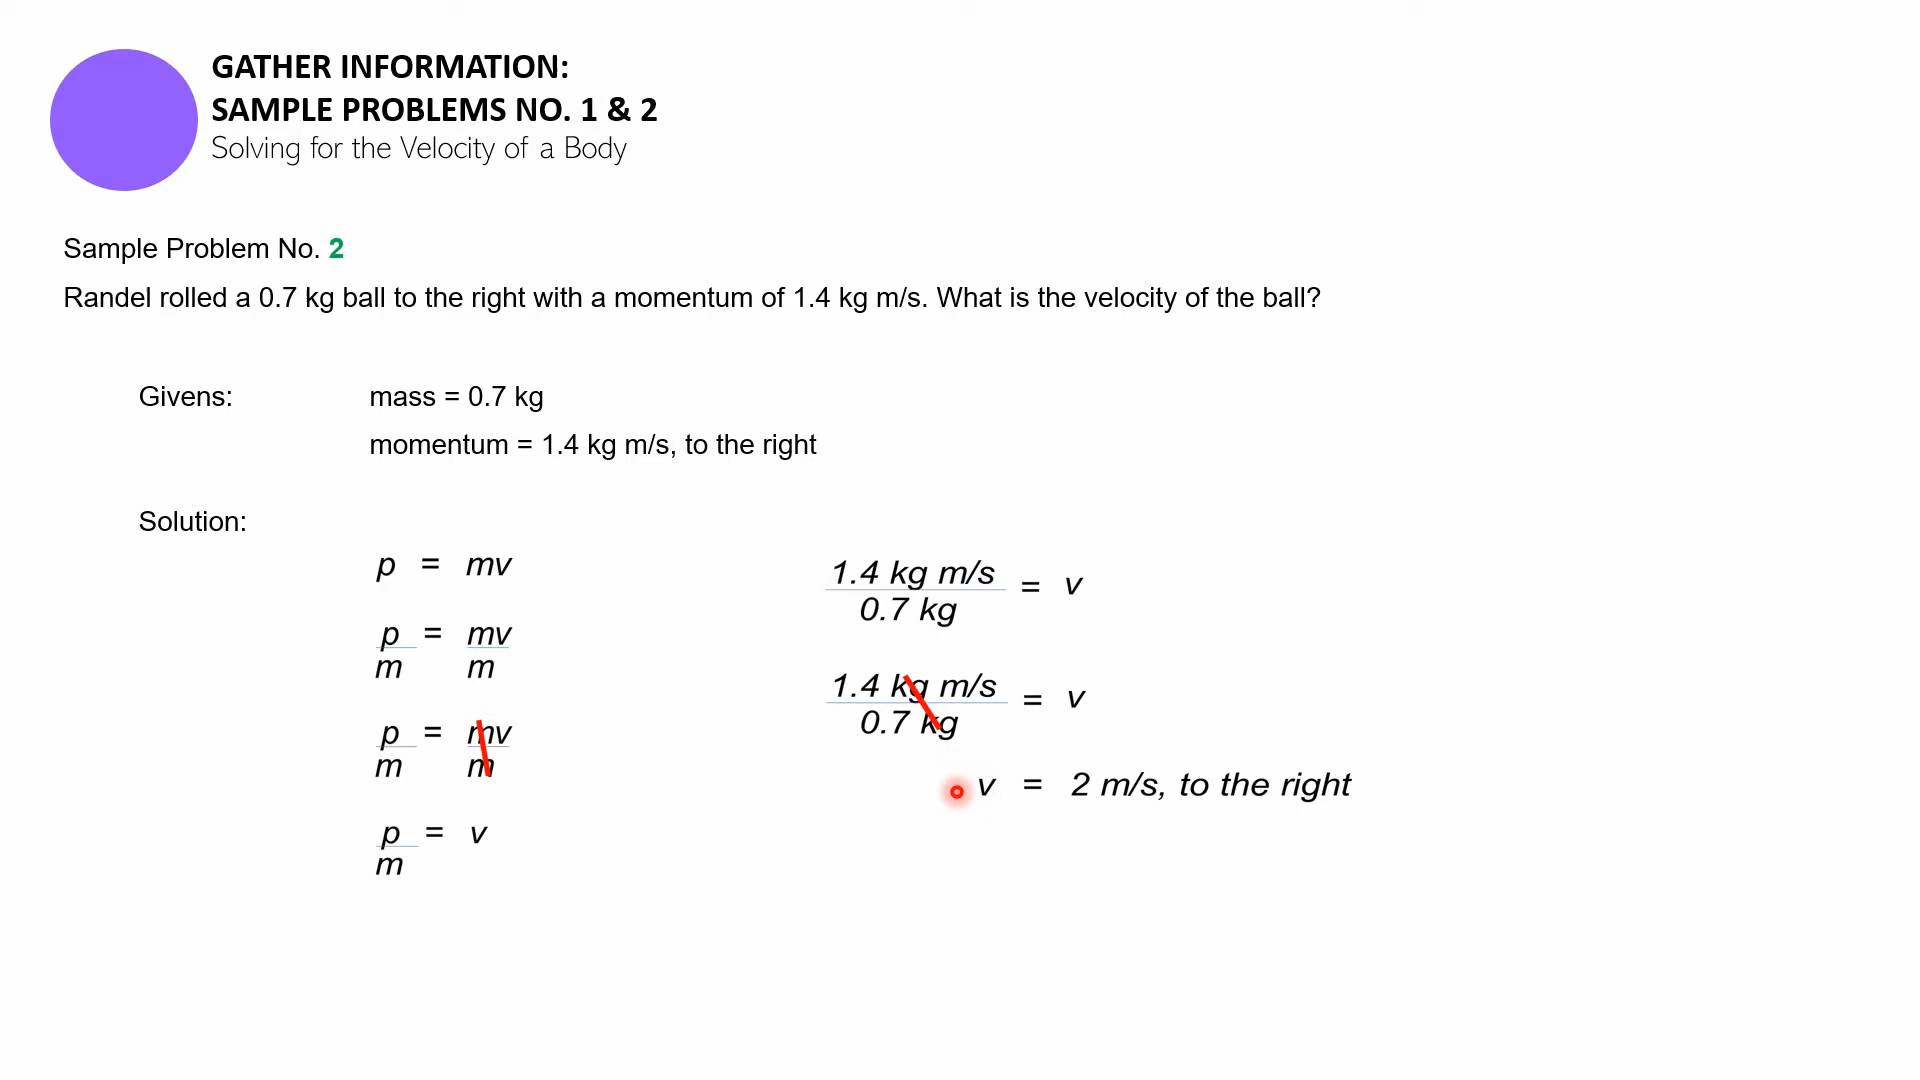 GATHER INFORMATION:
SAMPLE PROBLEMS NO. 1 & 2
Solving for the Velocity of a Body
Sample Problem No. 2
Randel rolled a 0.7 kg ball to the right with a momentum of 1.4 kg m/s. What is the velocity of the ball?
Givens: mass = 0.7 kg
momentum = 1.4 kg m/s, to the right
Solution:
p = mv
p = mv
m m
p = mv
m m
p = v
m
1.4 kg m/s = v
0.7 kg
1.4 kg m/s = v
0.7 kg
v = 2 m/s, to the right